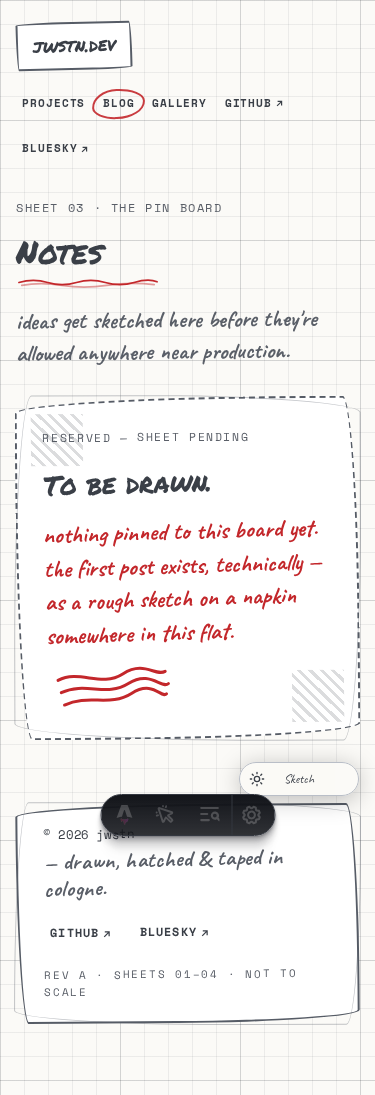 JWSTN.DEV
PROJECTS BLOG GALLERY GITHUB ↗
BLUESKY ↗
SHEET 03 · THE PIN BOARD
NOTES
ideas get sketched here before they're
allowed anywhere near production.
RESERVED — SHEET PENDING
TO BE DRAWN.
nothing pinned to this board yet.
the first post exists, technically —
as a rough sketch on a napkin
somewhere in this flat.
Sketch
© 2026 jwstn
— drawn, hatched & taped in
cologne.
GITHUB ↗ BLUESKY ↗
REV A · SHEETS 01–04 · NOT TO
SCALE